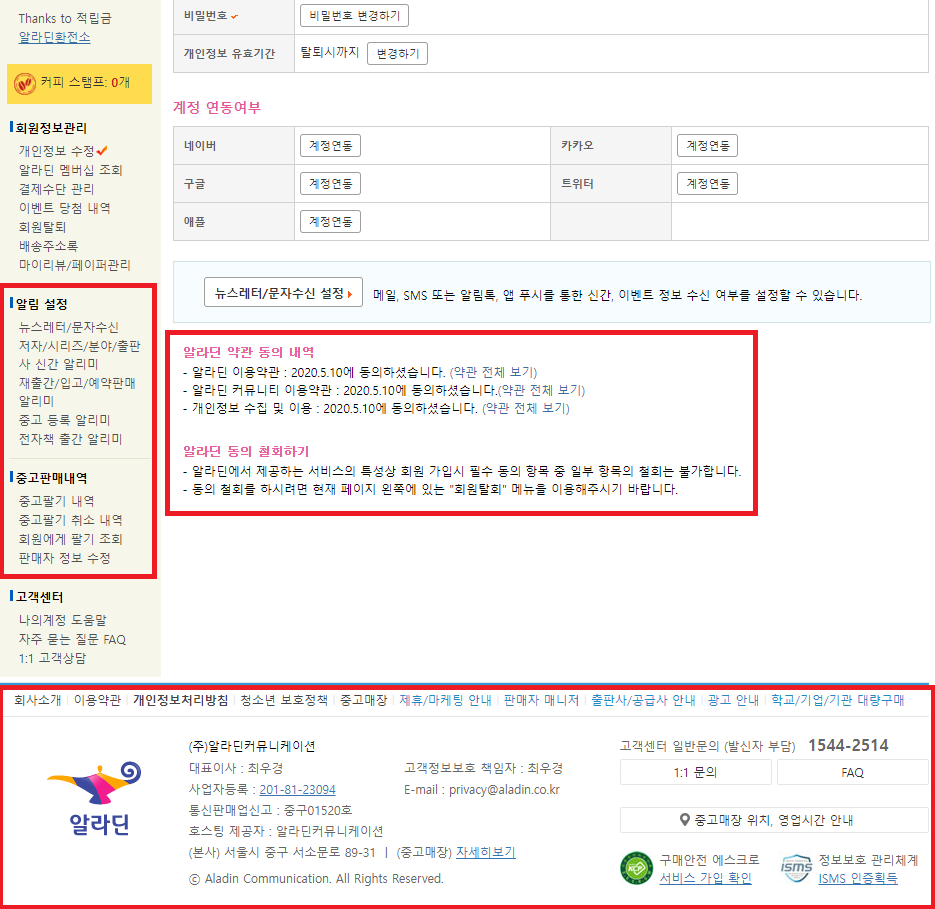 Thanks to 적립금
알라딘환전소
커피 스탬프: 0개
회원정보관리
개인정보 수정
알라딘 멤버십 조회
결제수단 관리
이벤트 당첨 내역
회원탈퇴
배송주소록
마이리뷰/페이퍼관리
알림 설정
뉴스레터/문자수신
저자/시리즈/분야/출판
사 신간 알리미
재출간/입고/예약판매
알리미
중고 등록 알리미
전자책 출간 알리미
중고판매내역
중고팔기 내역
중고팔기 취소 내역
회원에게 팔기 조회
판매자 정보 수정
고객센터
나의계정 도움말
자주 묻는 질문 FAQ
1:1 고객상담
비밀번호 비밀번호 변경하기
개인정보 유효기간 탈퇴시까지 변경하기
계정 연동여부
네이버 계정연동 카카오 계정연동
구글 계정연동 트위터 계정연동
애플 계정연동
뉴스레터/문자수신 설정 메일, SMS 또는 알림톡, 앱 푸시를 통한 신간, 이벤트 정보 수신 여부를 설정할 수 있습니다.
알라딘 약관 동의 내역
- 알라딘 이용약관 : 2020.5.10에 동의하셨습니다. (약관 전체 보기)
- 알라딘 커뮤니티 이용약관 : 2020.5.10에 동의하셨습니다.(약관 전체 보기)
- 개인정보 수집 및 이용 : 2020.5.10에 동의하셨습니다. (약관 전체 보기)
알라딘 동의 철회하기
- 알라딘에서 제공하는 서비스의 특성상 회원 가입시 필수 동의 항목 중 일부 항목의 철회는 불가합니다.
- 동의 철회를 하시려면 현재 페이지 왼쪽에 있는 "회원탈회" 메뉴를 이용해주시기 바랍니다.
회사소개 이용약관 개인정보처리방침 청소년 보호정책 중고매장 제휴/마케팅 안내 판매자 매니저 출판사/공급사 안내 광고 안내 학교/기업/기관 대량구매
알라딘
(주)알라딘커뮤니케이션
대표이사 : 최우경 고객정보보호 책임자 : 최우경
사업자등록 : 201-81-23094 E-mail : privacy@aladin.co.kr
통신판매업신고 : 중구01520호
호스팅 제공자 : 알라딘커뮤니케이션
(본사) 서울시 중구 서소문로 89-31 | (중고매장) 자세히보기
ⓒ Aladin Communication. All Rights Reserved.
고객센터 일반문의 (발신자 부담) 1544-2514
1:1 문의 FAQ
중고매장 위치, 영업시간 안내
KCP 구매안전 에스크로
서비스 가입 확인
ISMS 정보보호 관리체계
ISMS 인증획득